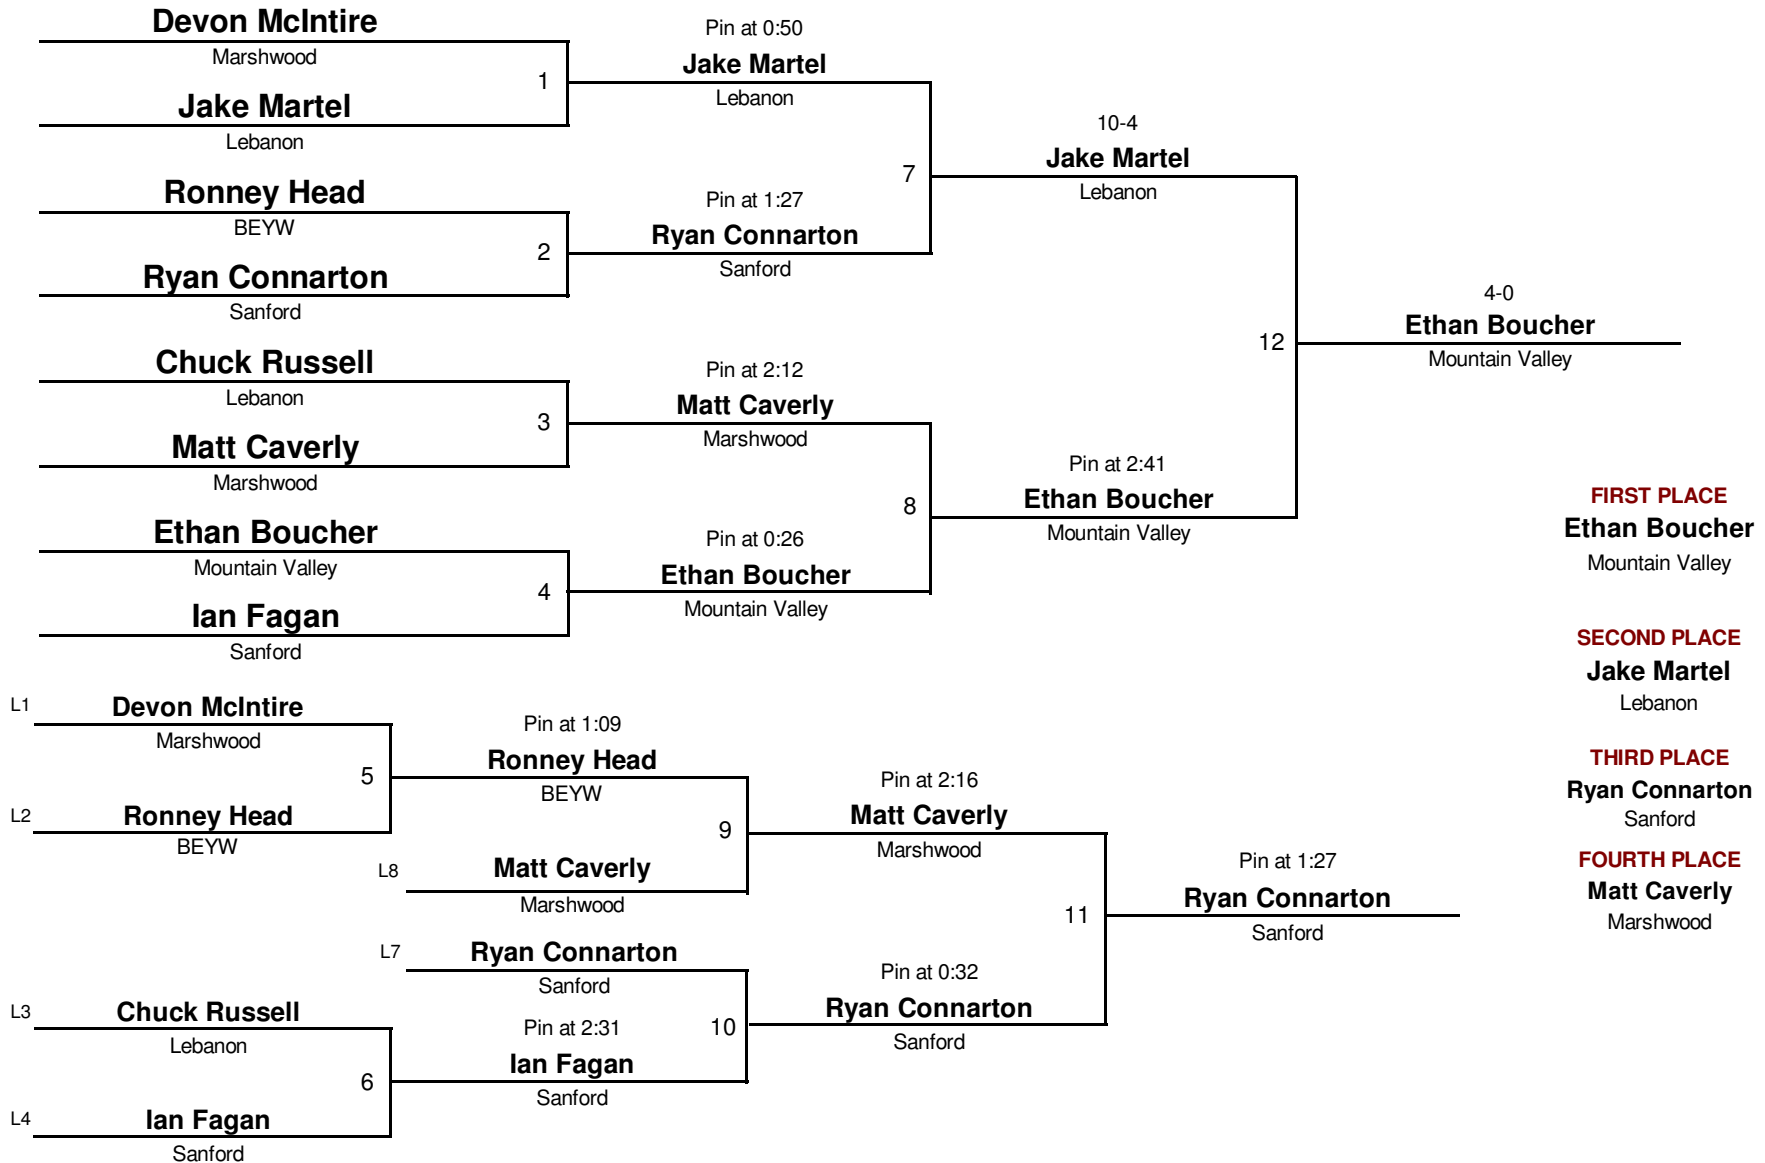 Devon McIntire
Marshwood
1
Jake Martel
Lebanon
Pin at 0:50
Jake Martel
Lebanon
Ronney Head
BEYW
2
Ryan Connarton
Sanford
Pin at 1:27
Ryan Connarton
Sanford
7
10-4
Jake Martel
Lebanon
Chuck Russell
Lebanon
3
Matt Caverly
Marshwood
Pin at 2:12
Matt Caverly
Marshwood
Ethan Boucher
Mountain Valley
4
Ian Fagan
Sanford
Pin at 0:26
Ethan Boucher
Mountain Valley
8
Pin at 2:41
Ethan Boucher
Mountain Valley
12
4-0
Ethan Boucher
Mountain Valley
FIRST PLACE
Ethan Boucher
Mountain Valley
SECOND PLACE
Jake Martel
Lebanon
THIRD PLACE
Ryan Connarton
Sanford
FOURTH PLACE
Matt Caverly
Marshwood
L1
Devon McIntire
Marshwood
5
L2
Ronney Head
BEYW
Pin at 1:09
Ronney Head
BEYW
9
L8
Matt Caverly
Marshwood
Pin at 2:16
Matt Caverly
Marshwood
L7
Ryan Connarton
Sanford
10
L3
Chuck Russell
Lebanon
6
L4
Ian Fagan
Sanford
Pin at 2:31
Ian Fagan
Sanford
Pin at 0:32
Ryan Connarton
Sanford
11
Pin at 1:27
Ryan Connarton
Sanford